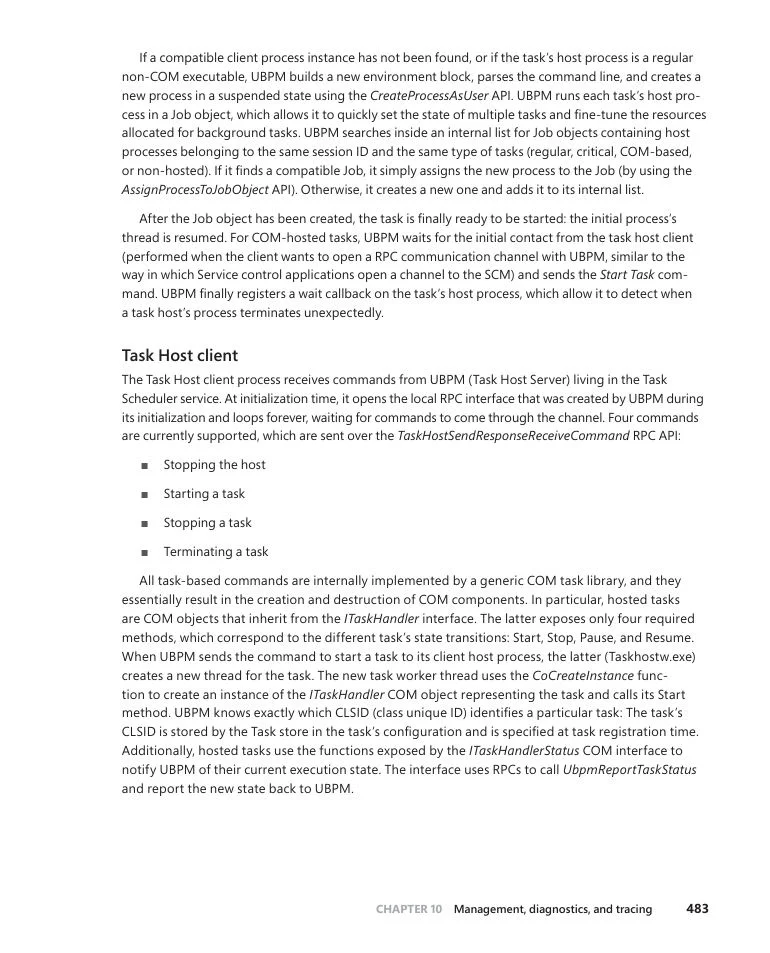 If a compatible client process instance has not been found, or if the task's host process is a regular
non-COM executable, UBPM builds a new environment block, parses the command line, and creates a
new process in a suspended state using the CreateProcessAsUser API. UBPM runs each task's host pro-
cess in a Job object, which allows it to quickly set the state of multiple tasks and fine-tune the resources
allocated for background tasks. UBPM searches inside an internal list for Job objects containing host
processes belonging to the same session ID and the same type of tasks (regular, critical, COM-based,
or non-hosted). If it finds a compatible Job, it simply assigns the new process to the Job (by using the
AssignProcessToJobObject API). Otherwise, it creates a new one and adds it to its internal list.
After the Job object has been created, the task is finally ready to be started: the initial process's
thread is resumed. For COM-hosted tasks, UBPM waits for the initial contact from the task host client
(performed when the client wants to open a RPC communication channel with UBPM, similar to the
way in which Service control applications open a channel to the SCM) and sends the Start Task com-
mand. UBPM finally registers a wait callback on the task's host process, which allow it to detect when
a task host's process terminates unexpectedly.
Task Host client
The Task Host client process receives commands from UBPM (Task Host Server) living in the Task
Scheduler service. At initialization time, it opens the local RPC interface that was created by UBPM during
its initialization and loops forever, waiting for commands to come through the channel. Four commands
are currently supported, which are sent over the TaskHostSendResponseReceiveCommand RPC API:
■ Stopping the host
■ Starting a task
■ Stopping a task
■ Terminating a task
All task-based commands are internally implemented by a generic COM task library, and they
essentially result in the creation and destruction of COM components. In particular, hosted tasks
are COM objects that inherit from the ITaskHandler interface. The latter exposes only four required
methods, which correspond to the different task's state transitions: Start, Stop, Pause, and Resume.
When UBPM sends the command to start a task to its client host process, the latter (Taskhostw.exe)
creates a new thread for the task. The new task worker thread uses the CoCreateInstance func-
tion to create an instance of the ITaskHandler COM object representing the task and calls its Start
method. UBPM knows exactly which CLSID (class unique ID) identifies a particular task: The task's
CLSID is stored by the Task store in the task's configuration and is specified at task registration time.
Additionally, hosted tasks use the functions exposed by the ITaskHandlerStatus COM interface to
notify UBPM of their current execution state. The interface uses RPCs to call UbpmReportTaskStatus
and report the new state back to UBPM.
CHAPTER 10 Management, diagnostics, and tracing 483